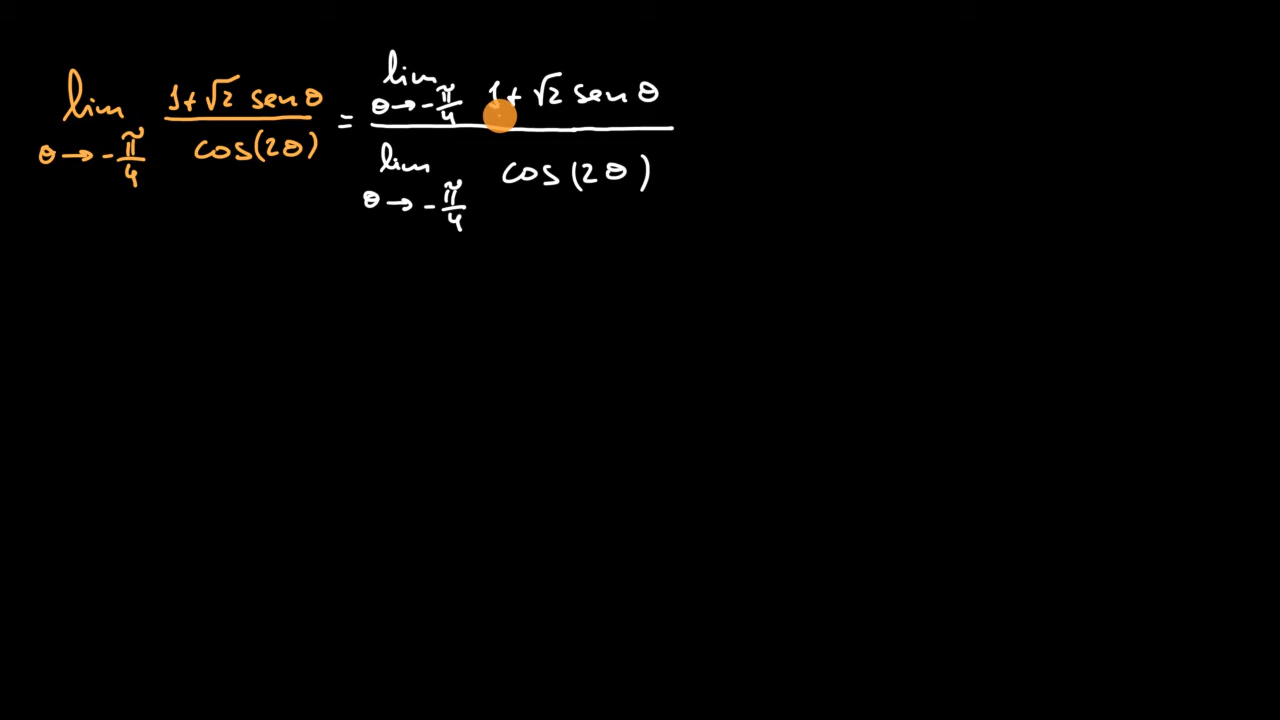 lim θ→-π/4 (1+√2 sen θ)/(cos(2θ)) = (lim θ→-π/4 1+√2 sen θ)/(lim θ→-π/4 cos(2θ))